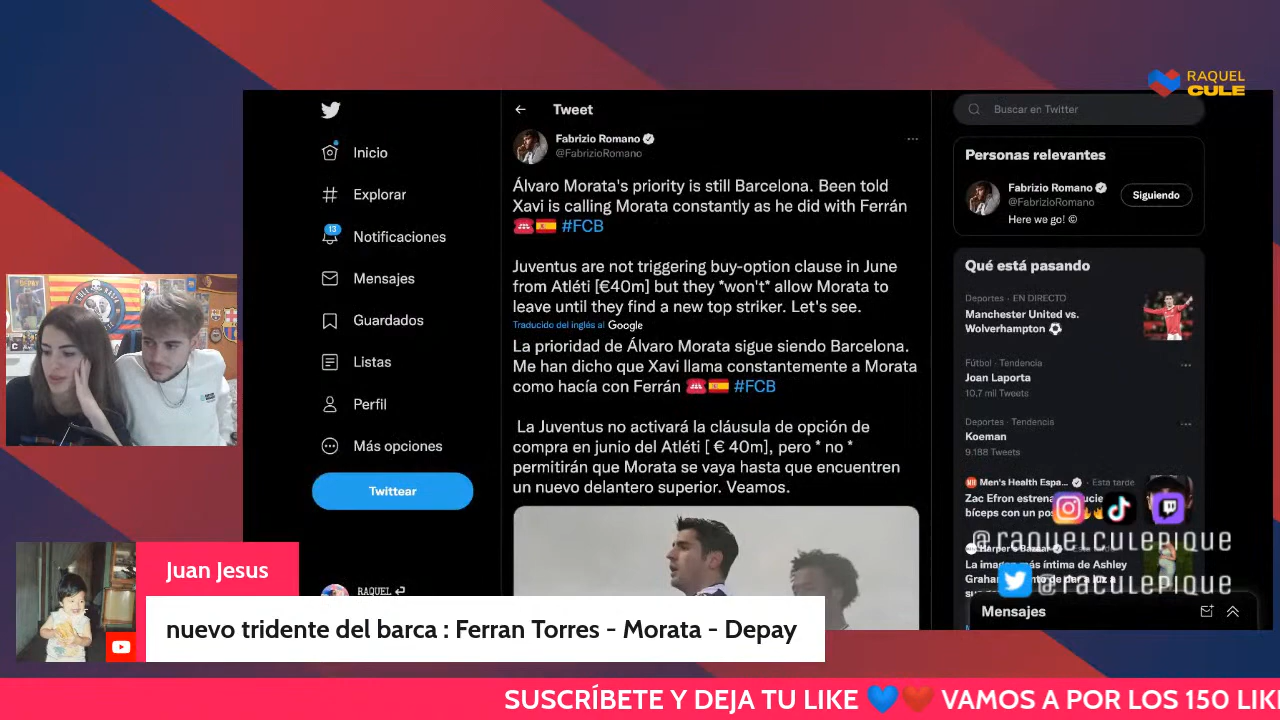 RAQUEL
CULE
Inicio
Explorar
13
Notificaciones
Mensajes
Guardados
Listas
Perfil
Más opciones
Twittear
RAQUEL
Tweet
Fabrizio Romano
@FabrizioRomano
Álvaro Morata's priority is still Barcelona. Been told
Xavi is calling Morata constantly as he did with Ferrán
#FCB
Juventus are not triggering buy-option clause in June
from Atléti [€40m] but they *won't* allow Morata to
leave until they find a new top striker. Let's see.
Traducido del inglés al Google
La prioridad de Álvaro Morata sigue siendo Barcelona.
Me han dicho que Xavi llama constantemente a Morata
como hacía con Ferrán #FCB
La Juventus no activará la cláusula de opción de
compra en junio del Atléti [ € 40m], pero * no *
permitirán que Morata se vaya hasta que encuentren
un nuevo delantero superior. Veamos.
Buscar en Twitter
Personas relevantes
Fabrizio Romano
@FabrizioRomano
Siguiendo
Here we go! ©
Qué está pasando
Deportes · EN DIRECTO
Manchester United vs.
Wolverhampton
Fútbol · Tendencia
Joan Laporta
10,7 mil Tweets
Deportes · Tendencia
Koeman
9.188 Tweets
Men's Health Espa... · Esta tarde
Zac Efron estrena
bíceps con un
@raquelculepique
Harper's Bazaar
La imagen más íntima de Ashley
@raculepique
Mensajes
DEPAY
Juan Jesus
nuevo tridente del barca : Ferran Torres - Morata - Depay
SUSCRÍBETE Y DEJA TU LIKE 💙❤️ VAMOS A POR LOS 150 LIK